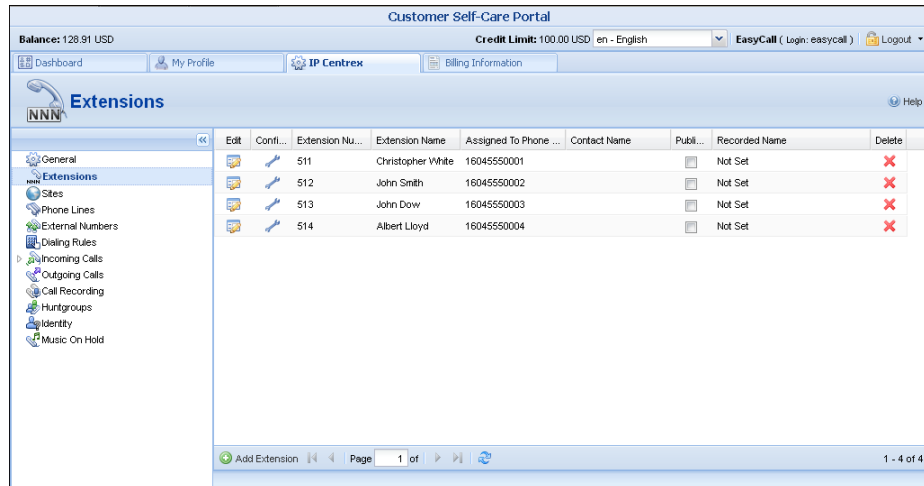 Customer Self-Care Portal
Balance: 128.91 USD Credit Limit: 100.00 USD en - English EasyCall ( Login: easycall ) Logout
Dashboard My Profile IP Centrex Billing Information
NNN Extensions Help
Edit Confi... Extension Nu... Extension Name Assigned To Phone ... Contact Name Publi... Recorded Name Delete
General
Extensions
Sites
Phone Lines
External Numbers
Dialing Rules
Incoming Calls
Outgoing Calls
Call Recording
Huntgroups
Identity
Music On Hold
511 Christopher White 16045550001 Not Set
512 John Smith 16045550002 Not Set
513 John Dow 16045550003 Not Set
514 Albert Lloyd 16045550004 Not Set
Add Extension Page 1 of 1 - 4 of 4